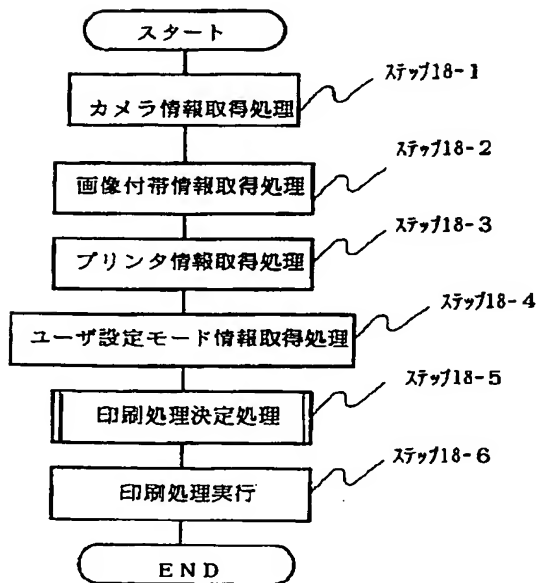 スタート
ステップ18-1
カメラ情報取得処理
ステップ18-2
画像付帯情報取得処理
ステップ18-3
プリンタ情報取得処理
ステップ18-4
ユーザ設定モード情報取得処理
ステップ18-5
印刷処理決定処理
ステップ18-6
印刷処理実行
END